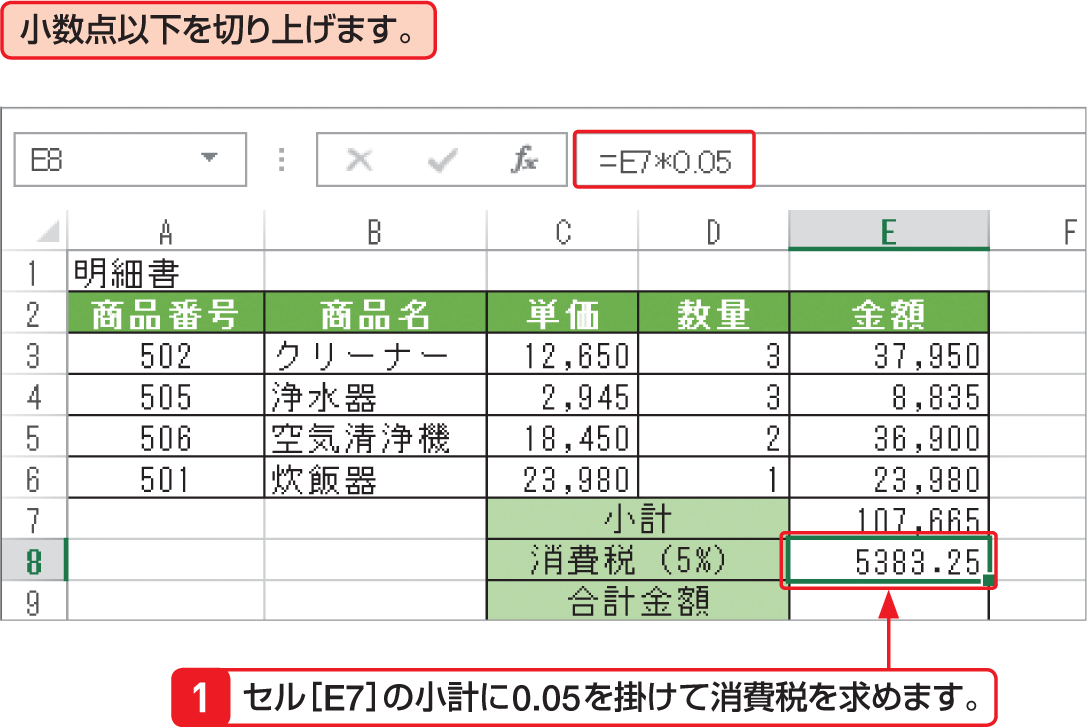 小数点以下を切り上げます。
E8 fx =E7*0.05
A B C D E F
1 明細書
2 商品番号 商品名 単価 数量 金額
3 502 クリーナー 12,650 3 37,950
4 505 浄水器 2,945 3 8,835
5 506 空気清浄機 18,450 2 36,900
6 501 炊飯器 23,980 1 23,980
7 小計 107,665
8 消費税（5%） 5383.25
9 合計金額
1 セル[E7]の小計に0.05を掛けて消費税を求めます。